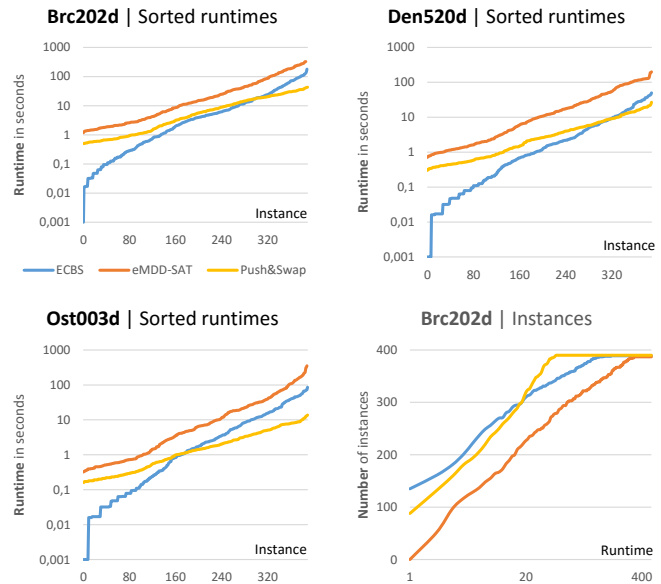 Brc202d | Sorted runtimes
Runtime in seconds
1000
100
10
1
0,1
0,01
0,001
0 80 160 240 320
Instance
ECBS eMDD-SAT Push&Swap
Den520d | Sorted runtimes
Runtime in seconds
1000
100
10
1
0,1
0,01
0,001
0 80 160 240 320
Instance
Ost003d | Sorted runtimes
Runtime in seconds
1000
100
10
1
0,1
0,01
0,001
0 80 160 240 320
Instance
Brc202d | Instances
Number of instances
400
300
200
100
0
1 20 400
Runtime